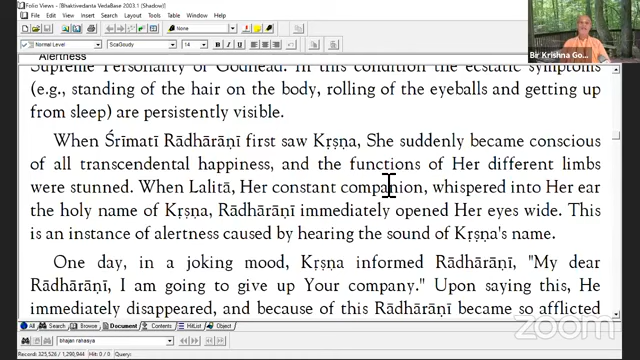 Folio Views - [Bhaktivedanta VedaBase 2003.1 (Shadow)]
File Edit View Search Layout Insert Tools Window Help
Normal Level
ScaGoudy
14
<None>
Alertness
Supreme Personality of Godhead. In this condition the ecstatic symptoms
(e.g., standing of the hair on the body, rolling of the eyeballs and getting up
from sleep) are persistently visible.
When Śrīmatī Rādhārāṇī first saw Kṛṣṇa, She suddenly became conscious
of all transcendental happiness, and the functions of Her different limbs
were stunned. When Lalitā, Her constant companion, whispered into Her ear
the holy name of Kṛṣṇa, Rādhārāṇī immediately opened Her eyes wide. This
is an instance of alertness caused by hearing the sound of Kṛṣṇa's name.
One day, in a joking mood, Kṛṣṇa informed Rādhārāṇī, "My dear
Rādhārāṇī, I am going to give up Your company." Upon saying this, He
immediately disappeared, and because of this Rādhārāṇī became so afflicted
All Search Browse Document Contents Hit List Object
bhajan rahasya
Record: 325,526 / 1,298,944 Hit: 0 / 0 Query:
Bir Krishna Go...
zoom